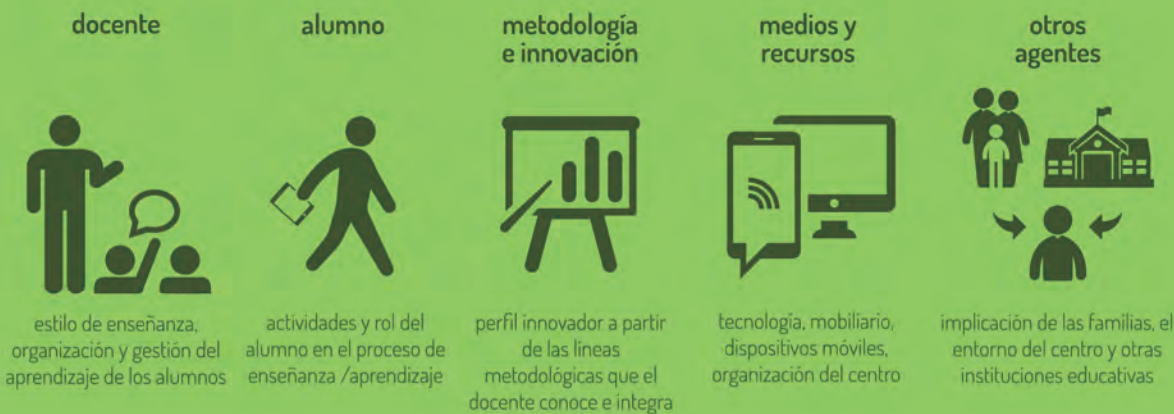 docente
estilo de enseñanza,
organización y gestión del
aprendizaje de los alumnos
alumno
actividades y rol del
alumno en el proceso de
enseñanza /aprendizaje
metodología
e innovación
perfil innovador a partir
de las líneas
metodológicas que el
docente conoce e integra
medios y
recursos
tecnología, mobiliario,
dispositivos móviles,
organización del centro
otros
agentes
implicación de las familias, el
entorno del centro y otras
instituciones educativas